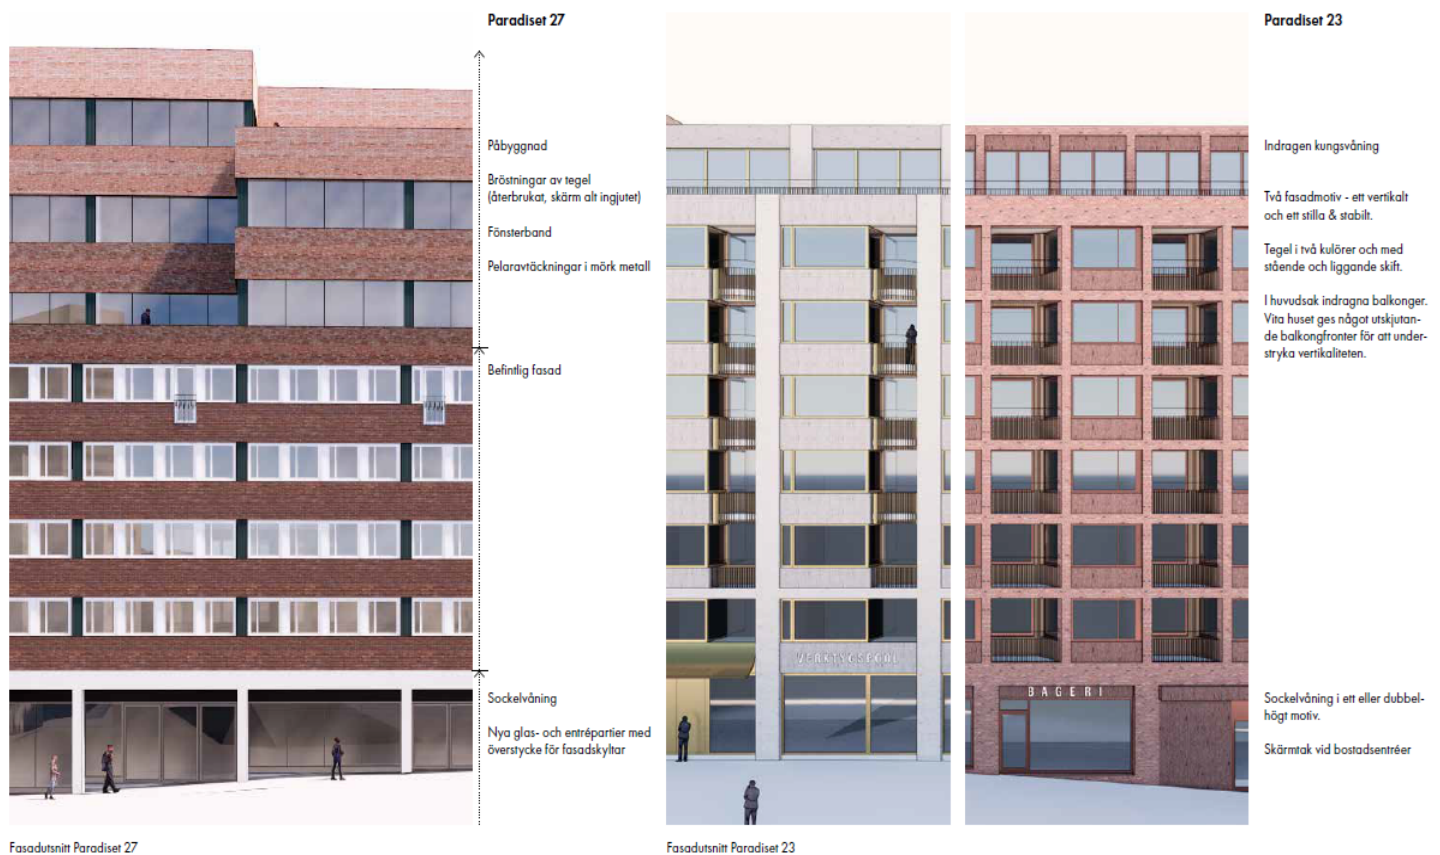 Paradiset 27
Påbyggnad
Bröstningar av tegel
(återbrukat, skärm alt ingjutet)
Fönsterband
Pelaravtäckningar i mörk metall
Befintlig fasad
Sockelvåning
Nya glas- och entrépartier med
överstycke för fasadskyltar
Fasadutsnitt Paradiset 27
BAGERI
Fasadutsnitt Paradiset 23
Paradiset 23
Indragen kungsvåning
Två fasadmotiv - ett vertikalt
och ett stilla & stabilt.
Tegel i två kulörer och med
stående och liggande skift.
I huvudsak indragna balkonger.
Vita huset ges något utskjutan-
de balkongfronter för att under-
stryka vertikaliteten.
Sockelvåning i ett eller dubbel-
högt motiv.
Skärmtak vid bostadsentréer